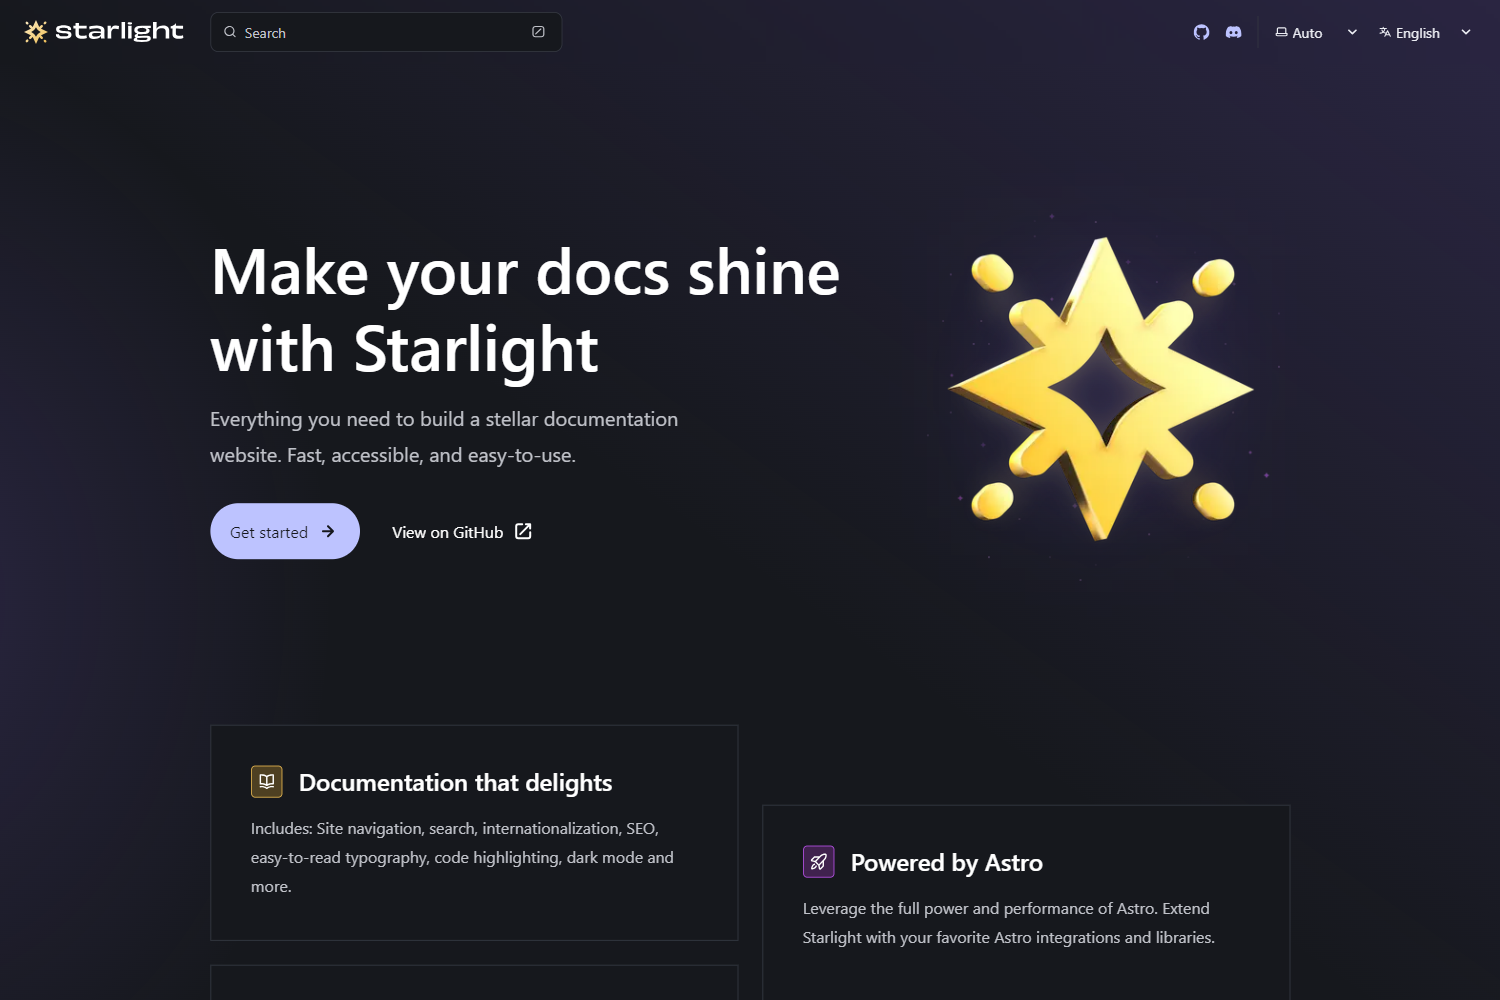 starlight
Search
Auto
English
Make your docs shine
with Starlight
Everything you need to build a stellar documentation
website. Fast, accessible, and easy-to-use.
Get started
View on GitHub
Documentation that delights
Includes: Site navigation, search, internationalization, SEO,
easy-to-read typography, code highlighting, dark mode and
more.
Powered by Astro
Leverage the full power and performance of Astro. Extend
Starlight with your favorite Astro integrations and libraries.